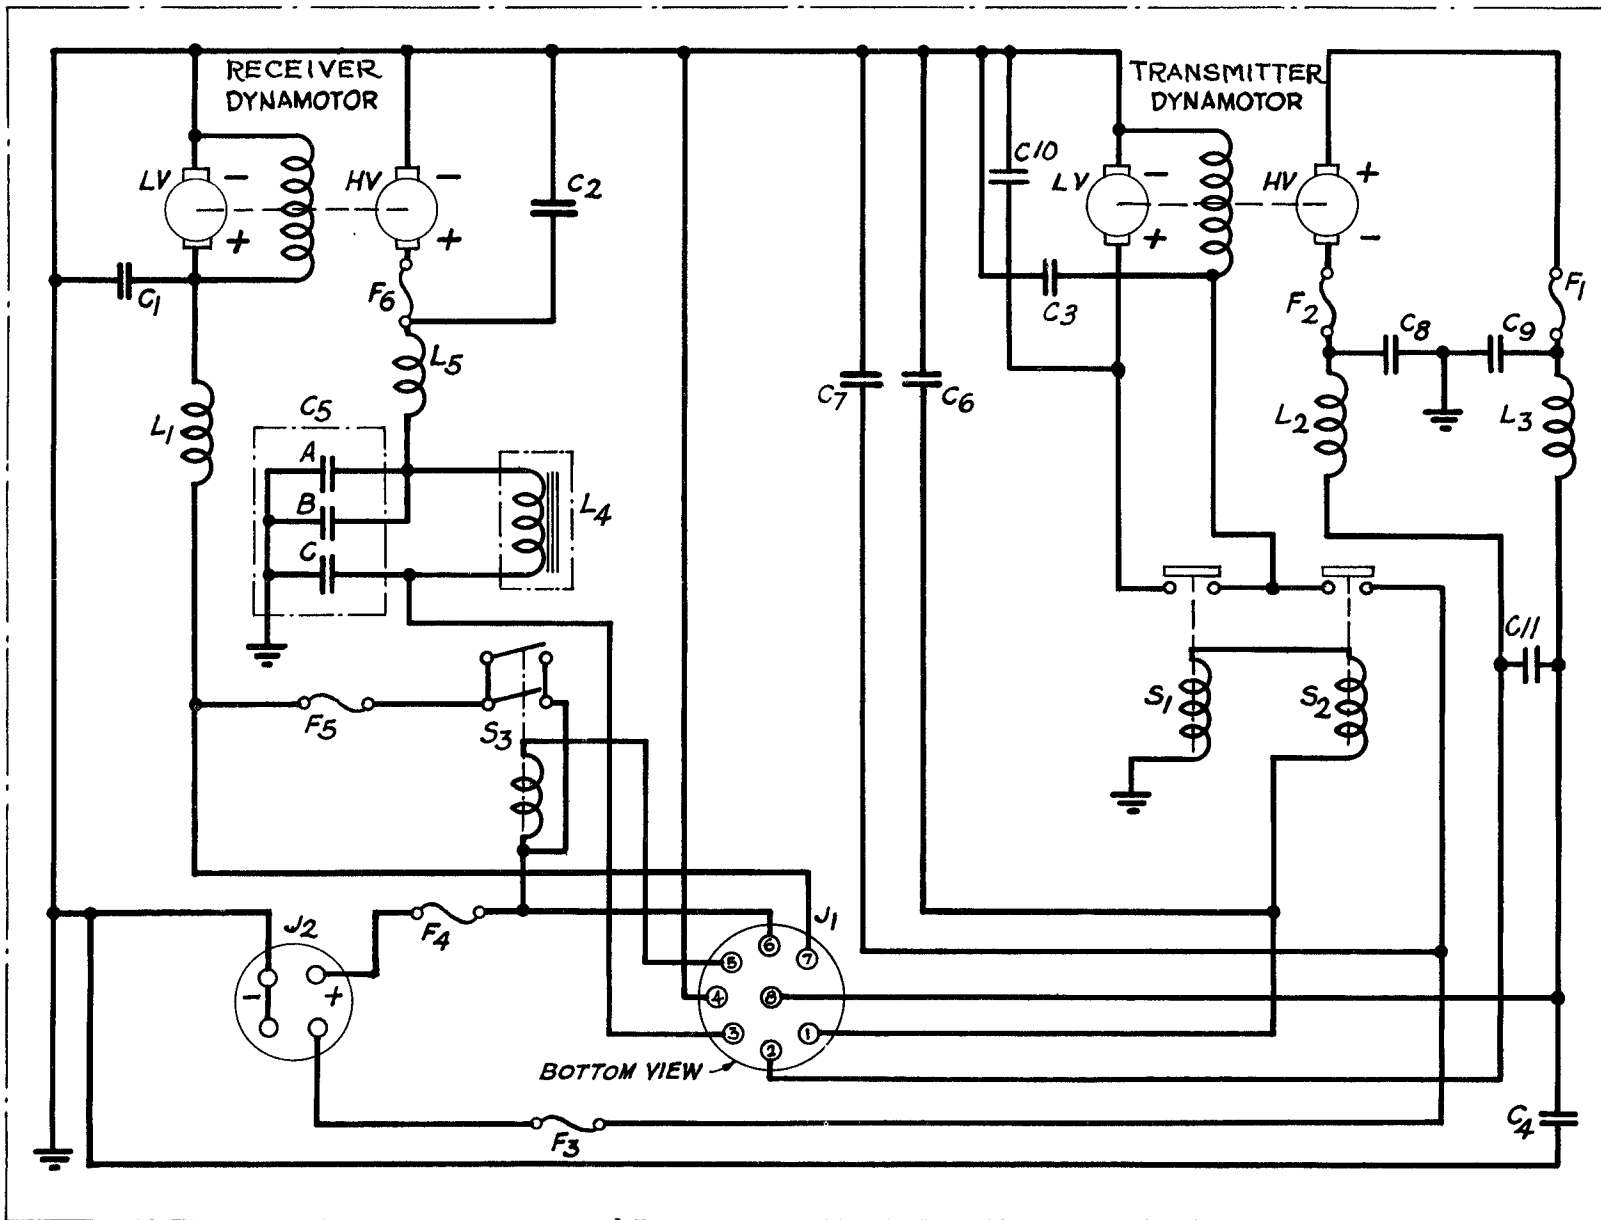 RECEIVER
DYNAMOTOR
TRANSMITTER
DYNAMOTOR
LV
−
+
HV
−
+
C2
C10
LV
−
+
HV
+
−
C1
F6
C3
F2
F1
L5
C7
C6
C8
C9
L1
C5
A
B
C
L4
L2
L3
C11
F5
S3
S1
S2
J2
F4
J1
6
7
5
4
8
3
1
2
−
+
BOTTOM VIEW
F3
C4